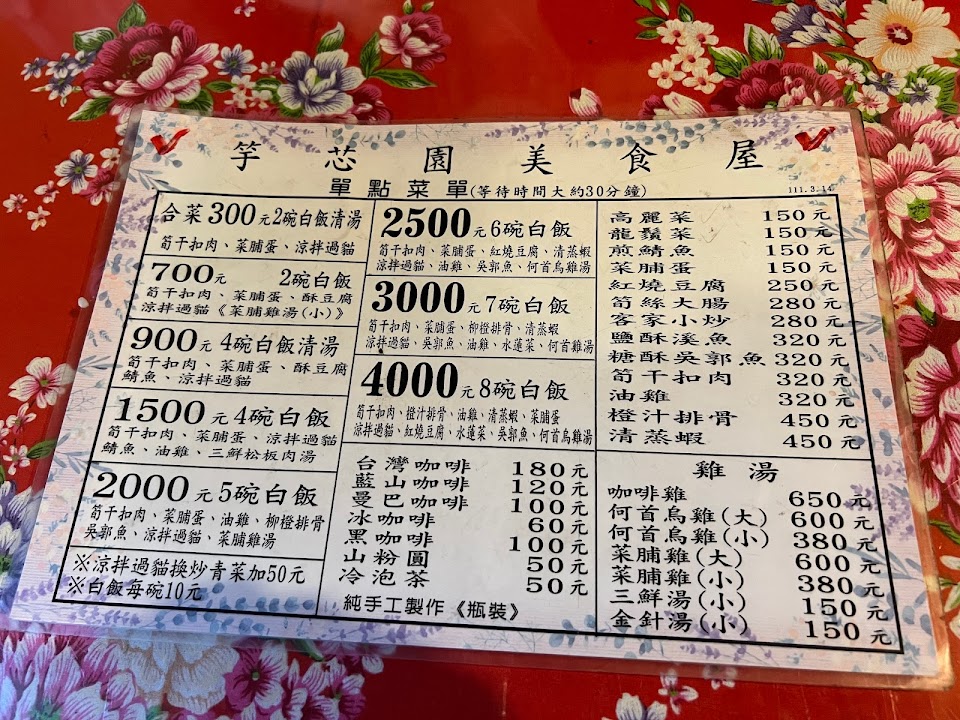 竽芯園美食屋
單點菜單(等待時間大約30分鐘)
111.3.14
合菜300元2碗白飯清湯
筍干扣肉、菜脯蛋、涼拌過貓
700元 2碗白飯
筍干扣肉、菜脯蛋、酥豆腐
涼拌過貓《菜脯雞湯(小)》
900元 4碗白飯清湯
筍干扣肉、菜脯蛋、酥豆腐
鯖魚、涼拌過貓
1500元 4碗白飯
筍干扣肉、菜脯蛋、涼拌過貓
鯖魚、油雞、三鮮松板肉湯
2000元 5碗白飯
筍干扣肉、菜脯蛋、油雞、柳橙排骨
吳郭魚、涼拌過貓、菜脯雞湯
※涼拌過貓換炒青菜加50元
※白飯每碗10元
2500元6碗白飯
筍干扣肉、菜脯蛋、紅燒豆腐、清蒸蝦
涼拌過貓、油雞、吳郭魚、何首烏雞湯
3000元7碗白飯
筍干扣肉、菜脯蛋、柳橙排骨、清蒸蝦
涼拌過貓、吳郭魚、油雞、水蓮菜、何首雞湯
4000元8碗白飯
筍干扣肉、橙汁排骨、油雞、清蒸蝦、菜脯蛋
涼拌過貓、紅燒豆腐、水蓮菜、吳郭魚、何首烏雞湯
台灣咖啡 180元
藍山咖啡 120元
曼巴咖啡 100元
冰咖啡 60元
黑咖啡 100元
山粉圓 50元
冷泡茶 50元
純手工製作《瓶裝》
高麗菜 150元
龍鬚菜 150元
煎鯖魚 150元
菜脯蛋 150元
紅燒豆腐 250元
筍絲大腸 280元
客家小炒 280元
鹽酥溪魚 320元
糖酥吳郭魚 320元
筍干扣肉 320元
油雞 320元
橙汁排骨 450元
清蒸蝦 450元
雞湯
咖啡雞 650元
何首烏雞(大) 600元
何首烏雞(小) 380元
菜脯雞(大) 600元
菜脯雞(小) 380元
三鮮湯(小) 150元
金針湯(小) 150元